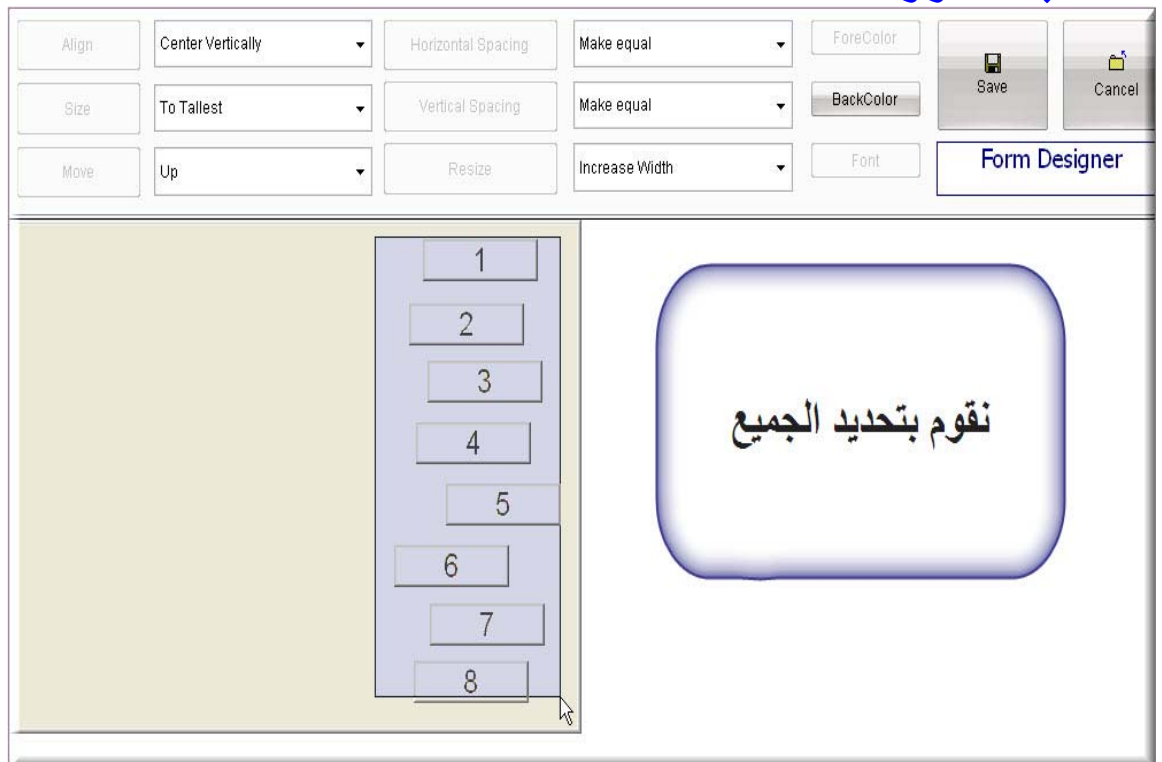 Align Center Vertically Horizontal Spacing Make equal ForeColor Save Cancel
Size To Tallest Vertical Spacing Make equal BackColor
Move Up Resize Increase Width Font Form Designer
1
2
3
4
5
6
7
8
نقوم بتحديد الجميع